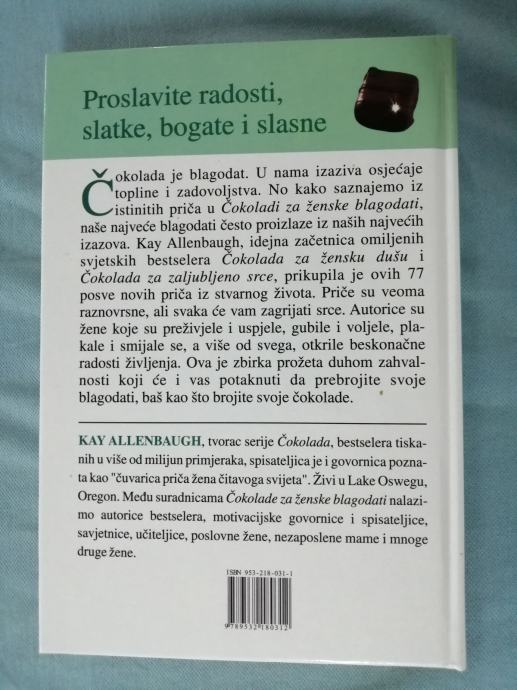 Proslavite radosti,
slatke, bogate i slasne
Čokolada je blagodat. U nama izaziva osjećaje
topline i zadovoljstva. No kako saznajemo iz
istinitih priča u Čokoladi za ženske blagodati,
naše najveće blagodati često proizlaze iz naših najvećih
izazova. Kay Allenbaugh, idejna začetnica omiljenih
svjetskih bestselera Čokolada za žensku dušu i
Čokolada za zaljubljeno srce, prikupila je ovih 77
posve novih priča iz stvarnog života. Priče su veoma
raznovrsne, ali svaka će vam zagrijati srce. Autorice su
žene koje su preživjele i uspjele, gubile i voljele, pla-
kale i smijale se, a više od svega, otkrile beskonačne
radosti življenja. Ova je zbirka prožeta duhom zahval-
nosti koji će i vas potaknuti da prebrojite svoje
blagodati, baš kao što brojite svoje čokolade.
KAY ALLENBAUGH, tvorac serije Čokolada, bestselera tiska-
nih u više od milijun primjeraka, spisateljica je i govornica pozna-
ta kao "čuvarica priča žena čitavoga svijeta". Živi u Lake Oswegu,
Oregon. Među suradnicama Čokolade za ženske blagodati nalazi-
mo autorice bestselera, motivacijske govornice i spisateljice,
savjetnice, učiteljice, poslovne žene, nezaposlene mame i mnoge
druge žene.
ISBN 953-218-031-1
9789532180312